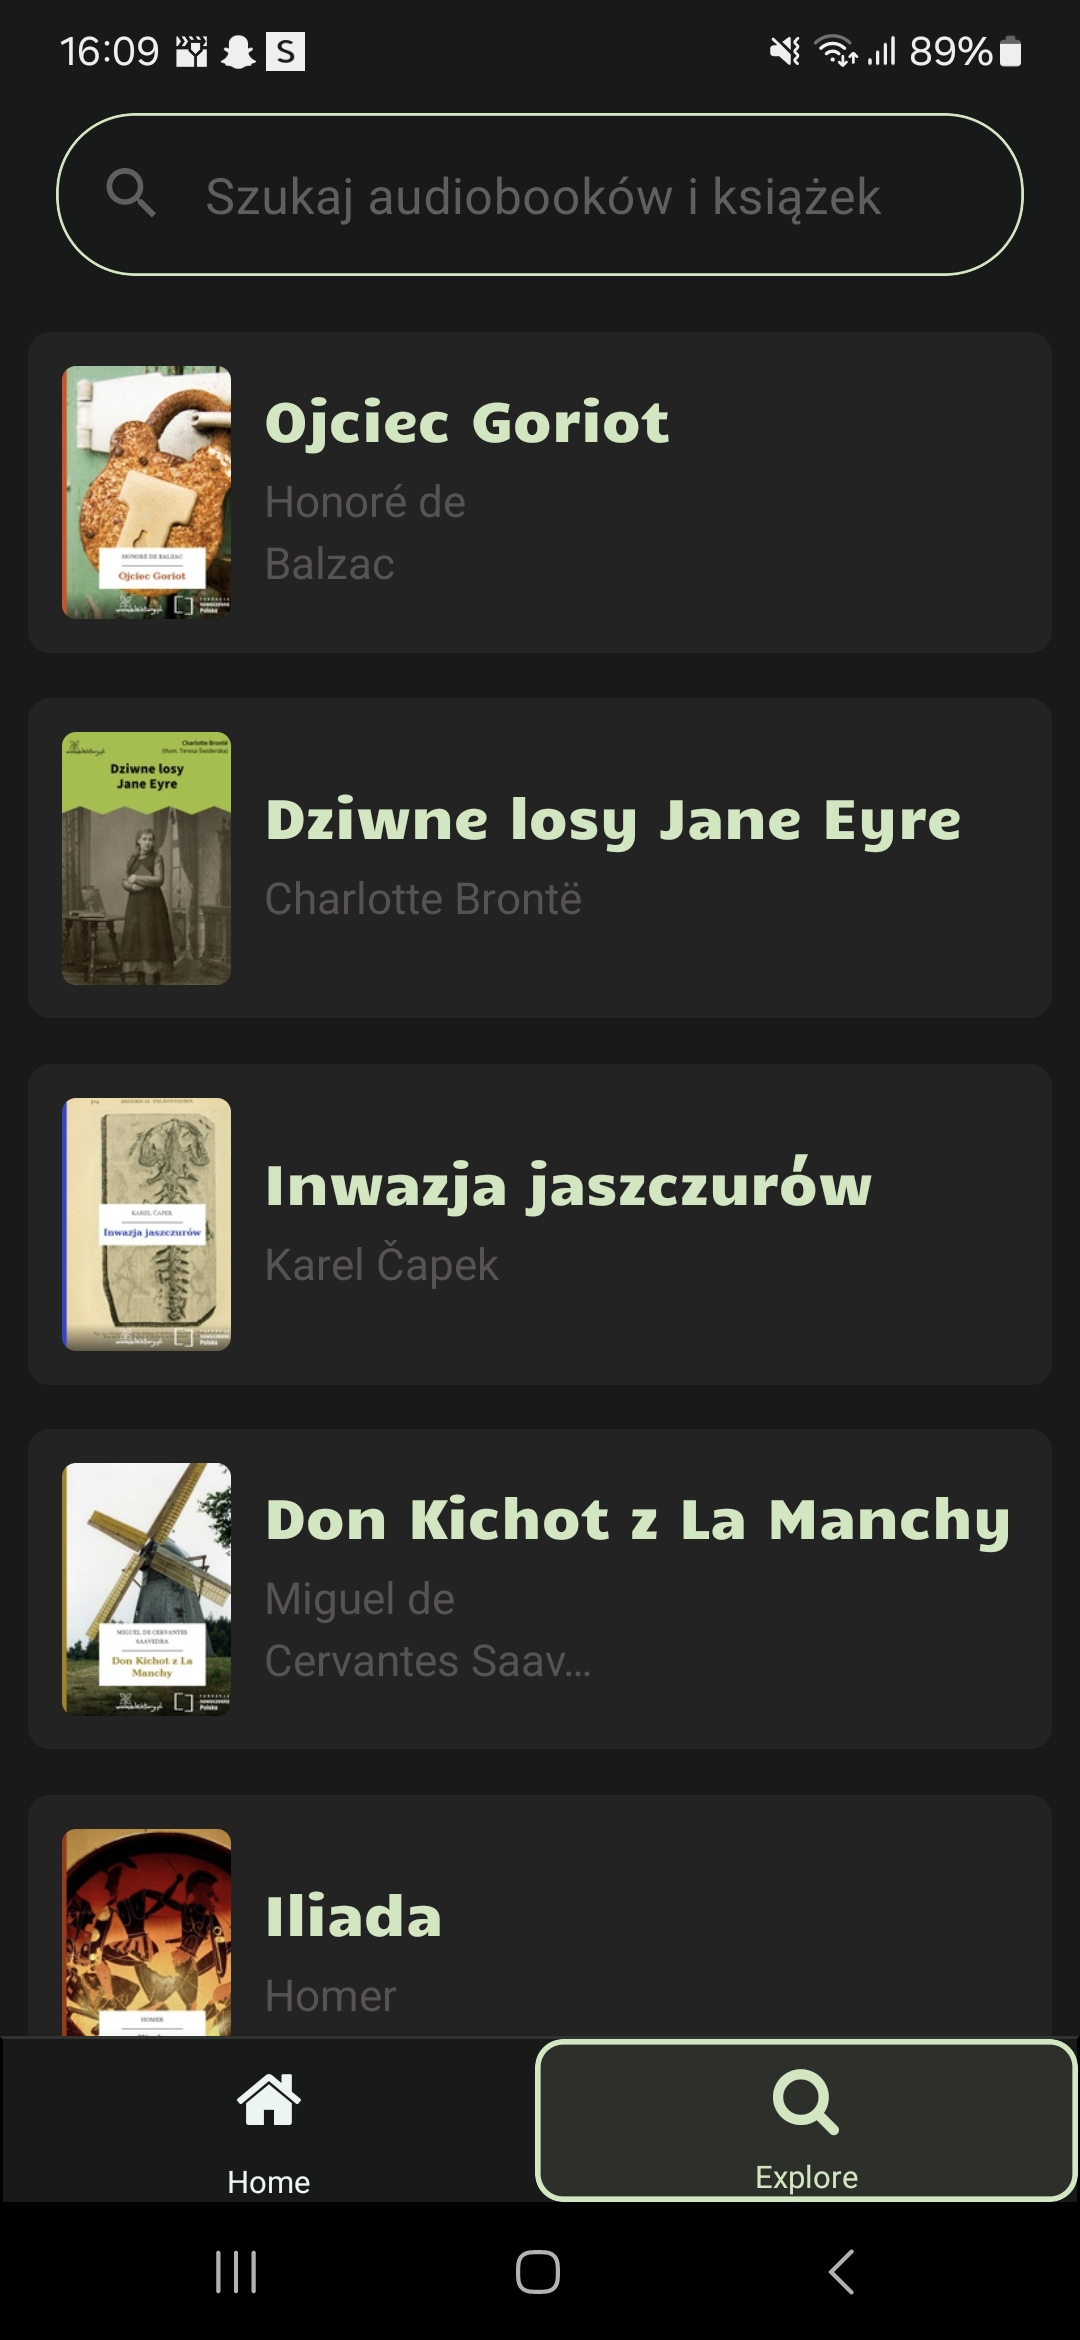 16:09
S
89%
Szukaj audiobooków i książek
HONORÉ DE BALZAC
Ojciec Goriot
Ojciec Goriot
Honoré de
Balzac
Charlotte Brontë
(tłum. Teresa Świderska)
Dziwne losy
Jane Eyre
Dziwne losy Jane Eyre
Charlotte Brontë
KAREL ČAPEK
Inwazja jaszczurów
Inwazja jaszczurów
Karel Čapek
MIGUEL DE CERVANTES
SAAVEDRA
Don Kichot z La
Manchy
Don Kichot z La Manchy
Miguel de
Cervantes Saav...
HOMER
Iliada
Homer
Home
Explore